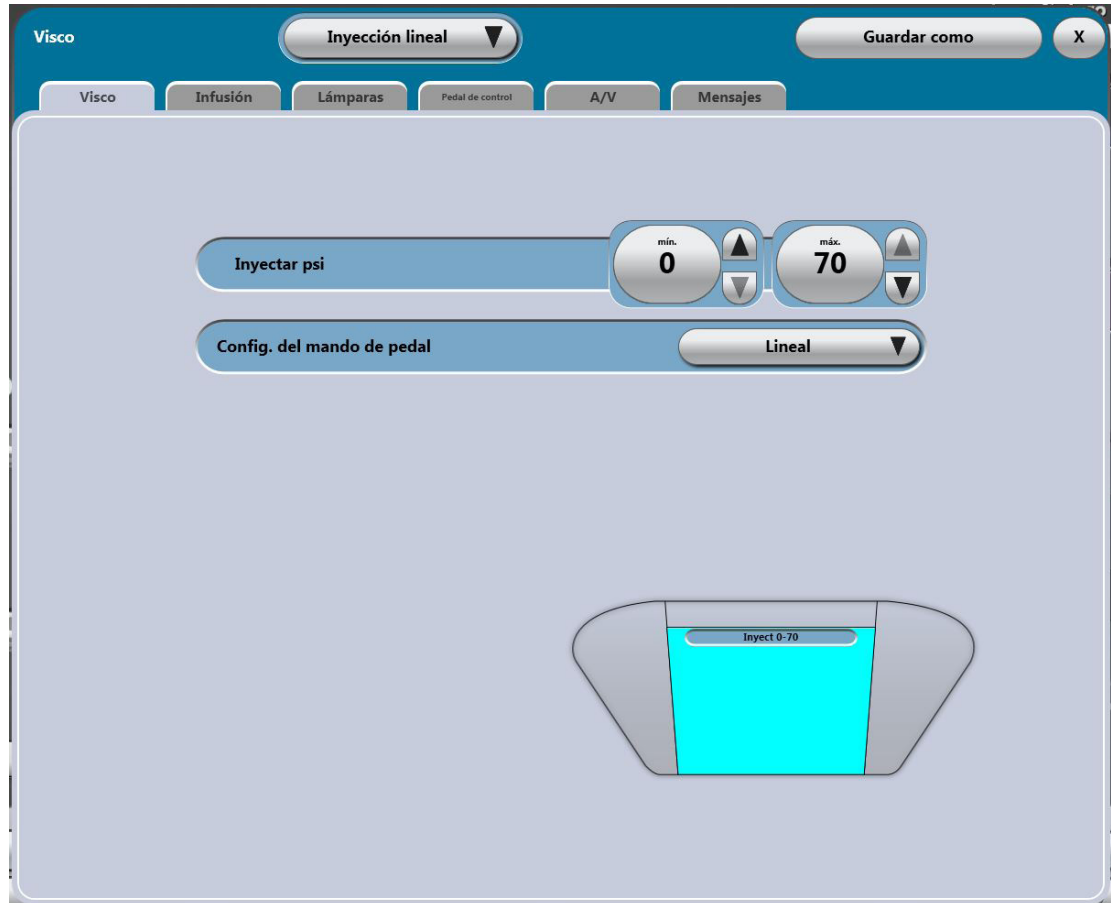 Visco
Inyección lineal
Guardar como
X
Visco
Infusión
Lámparas
Pedal de control
A/V
Mensajes
Inyectar psi
mín.
0
máx.
70
Config. del mando de pedal
Lineal
Inyect 0-70